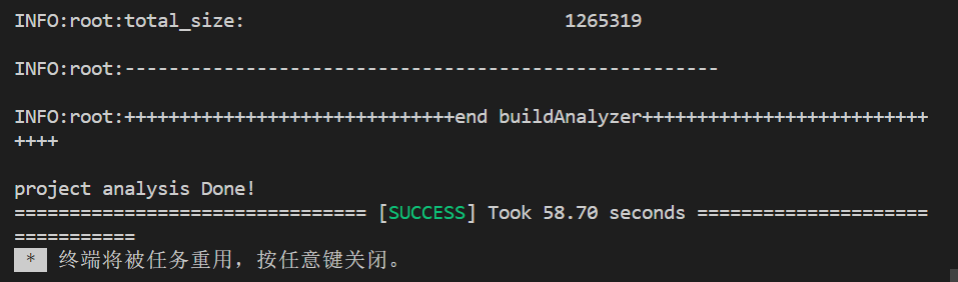 INFO:root:total_size:                             1265319
INFO:root:------------------------------------------------------
INFO:root:++++++++++++++++++++++++++++++end buildAnalyzer++++++++++++++++++++++++++
++++
project analysis Done!
================================ [SUCCESS] Took 58.70 seconds =====================
===========
* 终端将被任务重用，按任意键关闭。